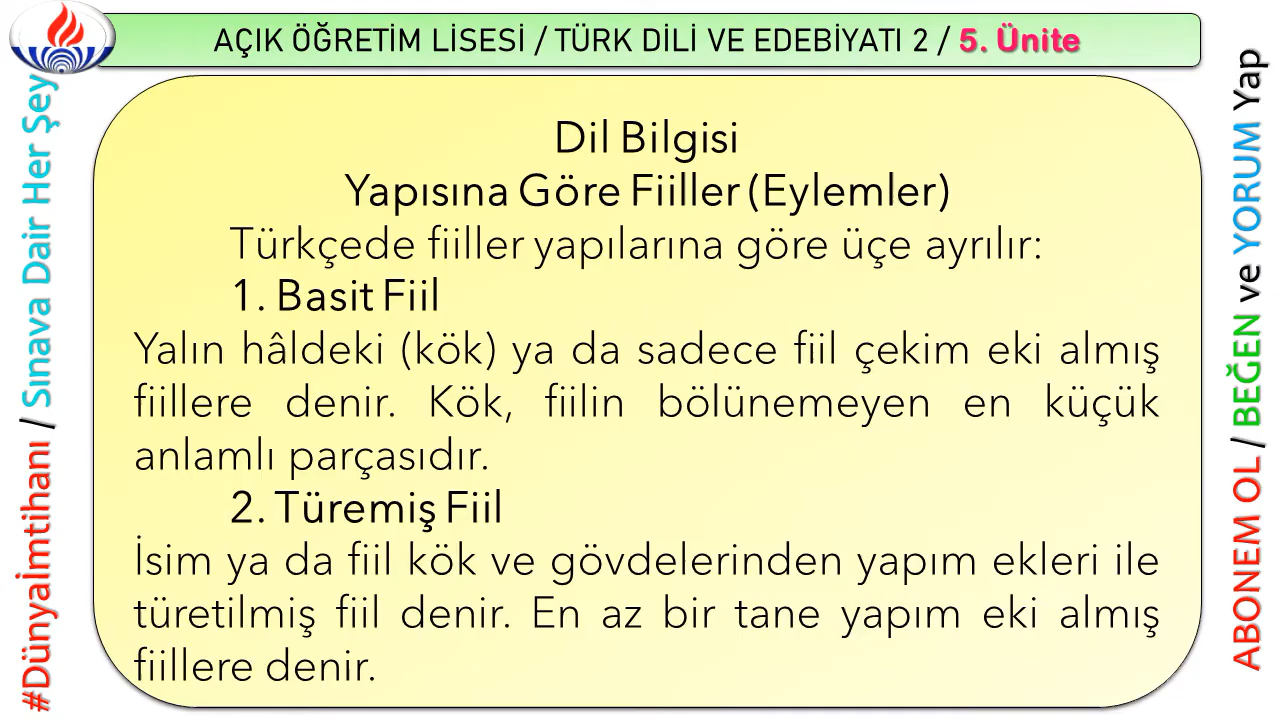 AÇIK ÖĞRETİM LİSESİ / TÜRK DİLİ VE EDEBİYATI 2 / 5. Ünite
#Dünyaİmtihanı / Sınava Dair Her Şey
Dil Bilgisi
Yapısına Göre Fiiller (Eylemler)
Türkçede fiiller yapılarına göre üçe ayrılır:
1. Basit Fiil
Yalın hâldeki (kök) ya da sadece fiil çekim eki almış
fiillere denir. Kök, fiilin bölünemeyen en küçük
anlamlı parçasıdır.
2. Türemiş Fiil
İsim ya da fiil kök ve gövdelerinden yapım ekleri ile
türetilmiş fiil denir. En az bir tane yapım eki almış
fiillere denir.
ABONEM OL / BEĞEN ve YORUM Yap